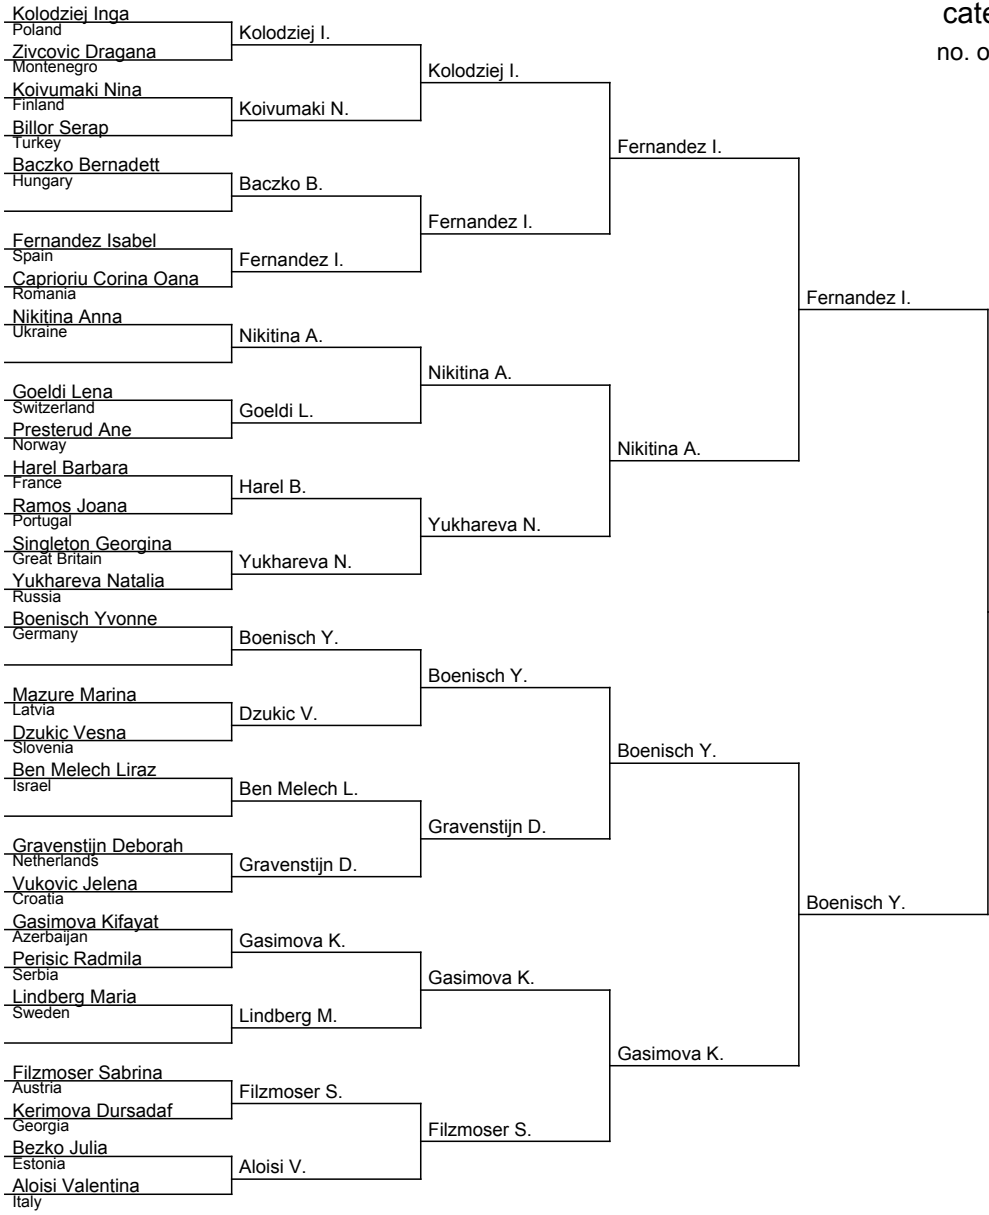 Kolodziej Inga
Poland
Zivcovic Dragana
Montenegro
Koivumaki Nina
Finland
Billor Serap
Turkey
Baczko Bernadett
Hungary
Fernandez Isabel
Spain
Caprioriu Corina Oana
Romania
Nikitina Anna
Ukraine
Goeldi Lena
Switzerland
Presterud Ane
Norway
Harel Barbara
France
Ramos Joana
Portugal
Singleton Georgina
Great Britain
Yukhareva Natalia
Russia
Boenisch Yvonne
Germany
Mazure Marina
Latvia
Dzukic Vesna
Slovenia
Ben Melech Liraz
Israel
Gravenstijn Deborah
Netherlands
Vukovic Jelena
Croatia
Gasimova Kifayat
Azerbaijan
Perisic Radmila
Serbia
Lindberg Maria
Sweden
Filzmoser Sabrina
Austria
Kerimova Dursadaf
Georgia
Bezko Julia
Estonia
Aloisi Valentina
Italy
Kolodziej I.
Koivumaki N.
Baczko B.
Fernandez I.
Nikitina A.
Goeldi L.
Harel B.
Yukhareva N.
Boenisch Y.
Dzukic V.
Ben Melech L.
Gravenstijn D.
Gasimova K.
Lindberg M.
Filzmoser S.
Aloisi V.
Kolodziej I.
Fernandez I.
Nikitina A.
Yukhareva N.
Boenisch Y.
Gravenstijn D.
Gasimova K.
Filzmoser S.
Fernandez I.
Nikitina A.
Boenisch Y.
Gasimova K.
Fernandez I.
Boenisch Y.
cate
no. o